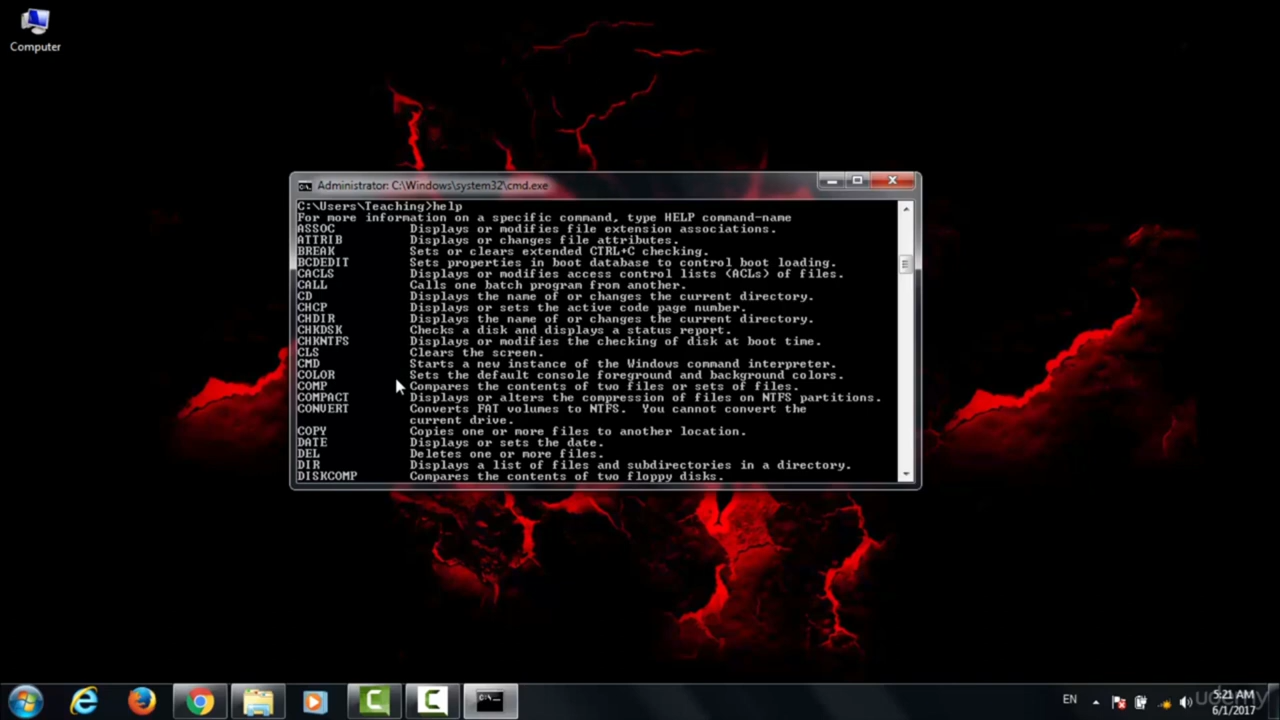 Computer
Administrator: C:\Windows\system32\cmd.exe
C:\Users\Teaching>help
For more information on a specific command, type HELP command-name
ASSOC Displays or modifies file extension associations.
ATTRIB Displays or changes file attributes.
BREAK Sets or clears extended CTRL+C checking.
BCDEDIT Sets properties in boot database to control boot loading.
CACLS Displays or modifies access control lists (ACLs) of files.
CALL Calls one batch program from another.
CD Displays the name of or changes the current directory.
CHCP Displays or sets the active code page number.
CHDIR Displays the name of or changes the current directory.
CHKDSK Checks a disk and displays a status report.
CHKNTFS Displays or modifies the checking of disk at boot time.
CLS Clears the screen.
CMD Starts a new instance of the Windows command interpreter.
COLOR Sets the default console foreground and background colors.
COMP Compares the contents of two files or sets of files.
COMPACT Displays or alters the compression of files on NTFS partitions.
CONVERT Converts FAT volumes to NTFS. You cannot convert the
current drive.
COPY Copies one or more files to another location.
DATE Displays or sets the date.
DEL Deletes one or more files.
DIR Displays a list of files and subdirectories in a directory.
DISKCOMP Compares the contents of two floppy disks.
EN
5:21 AM
6/1/2017
udemy